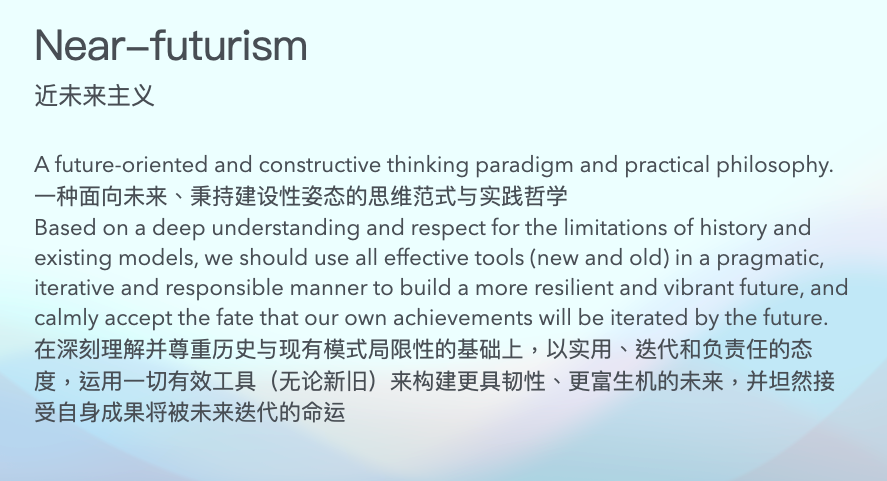 Near–futurism
近未来主义
A future-oriented and constructive thinking paradigm and practical philosophy.
一种面向未来、秉持建设性姿态的思维范式与实践哲学
Based on a deep understanding and respect for the limitations of history and
existing models, we should use all effective tools (new and old) in a pragmatic,
iterative and responsible manner to build a more resilient and vibrant future, and
calmly accept the fate that our own achievements will be iterated by the future.
在深刻理解并尊重历史与现有模式局限性的基础上，以实用、迭代和负责任的态
度，运用一切有效工具（无论新旧）来构建更具韧性、更富生机的未来，并坦然接
受自身成果将被未来迭代的命运